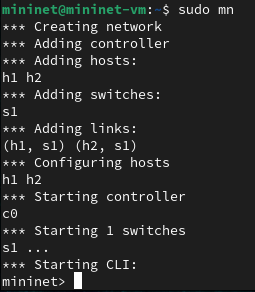 mininet@mininet-vm:~$ sudo mn
*** Creating network
*** Adding controller
*** Adding hosts:
h1 h2
*** Adding switches:
s1
*** Adding links:
(h1, s1) (h2, s1)
*** Configuring hosts
h1 h2
*** Starting controller
c0
*** Starting 1 switches
s1 ...
*** Starting CLI:
mininet>